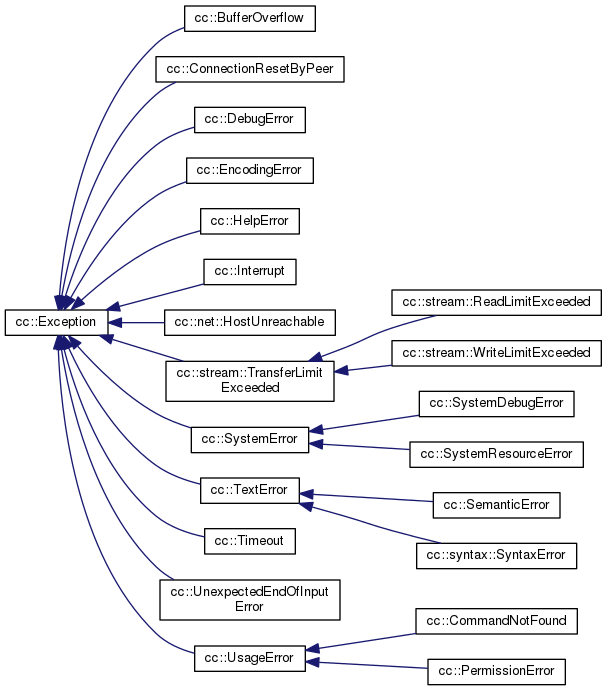 cc::BufferOverflow
cc::ConnectionResetByPeer
cc::DebugError
cc::EncodingError
cc::HelpError
cc::Interrupt
cc::Exception
cc::net::HostUnreachable
cc::stream::TransferLimit
Exceeded
cc::stream::ReadLimitExceeded
cc::stream::WriteLimitExceeded
cc::SystemError
cc::SystemDebugError
cc::SystemResourceError
cc::TextError
cc::SemanticError
cc::syntax::SyntaxError
cc::Timeout
cc::UnexpectedEndOfInput
Error
cc::UsageError
cc::CommandNotFound
cc::PermissionError